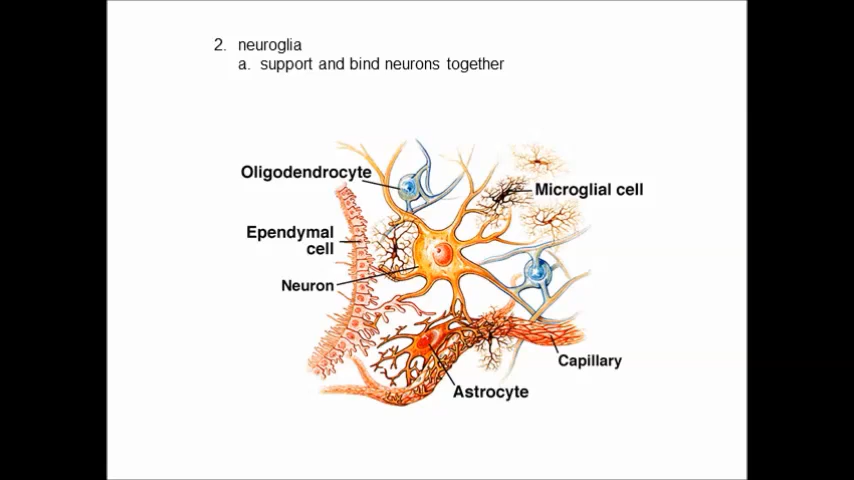 2. neuroglia
a. support and bind neurons together
Oligodendrocyte
Microglial cell
Ependymal
cell
Neuron
Capillary
Astrocyte